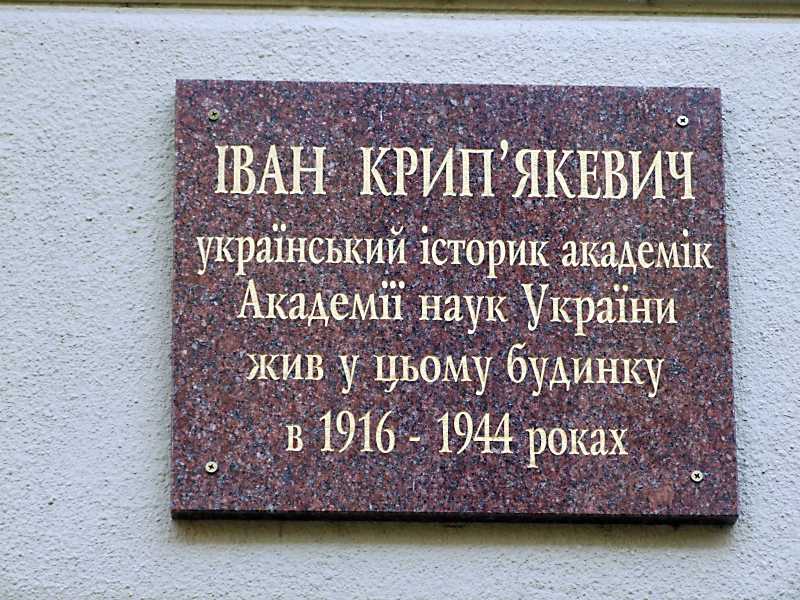 ІВАН КРИП’ЯКЕВИЧ
український історик академік
Академії наук України
жив у цьому будинку
в 1916 - 1944 роках